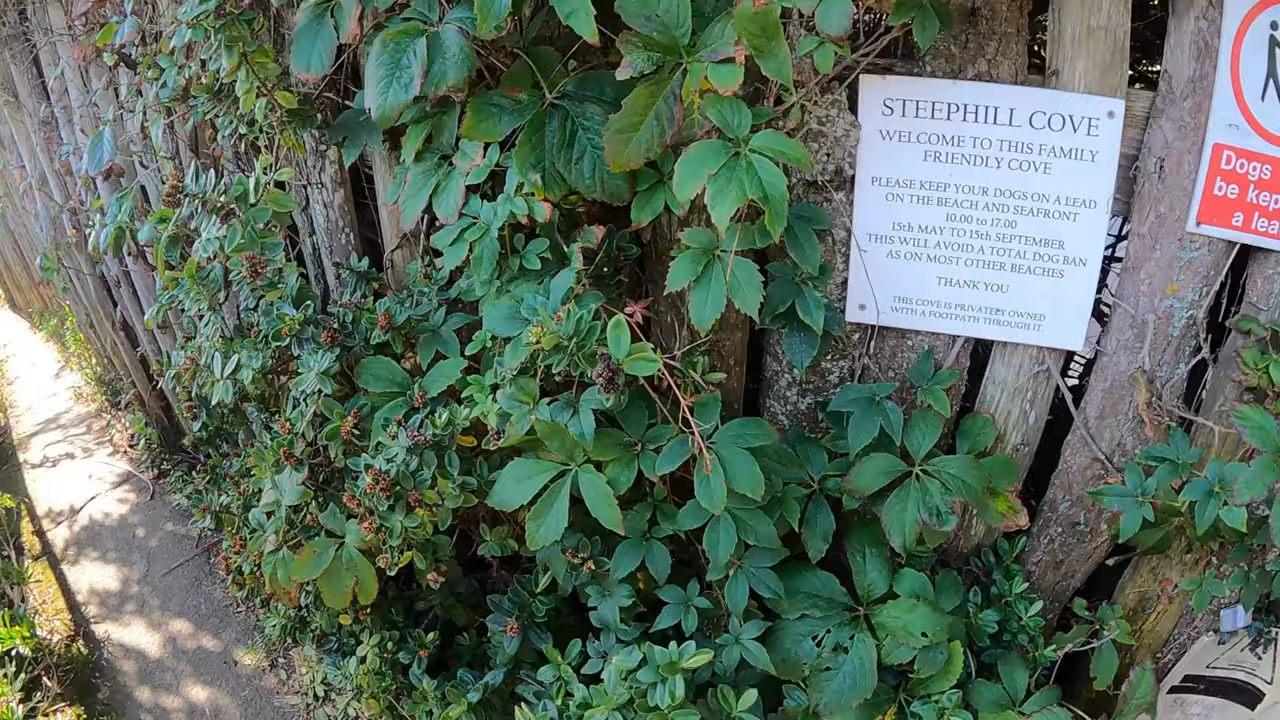 STEEPHILL COVE
WELCOME TO THIS FAMILY
FRIENDLY COVE
PLEASE KEEP YOUR DOGS ON A LEAD
ON THE BEACH AND SEAFRONT
10.00 to 17.00
15th MAY TO 15th SEPTEMBER
THIS WILL AVOID A TOTAL DOG BAN
AS ON MOST OTHER BEACHES
THANK YOU
THIS COVE IS PRIVATELY OWNED
WITH A FOOTPATH THROUGH IT.
Dogs
be kep
a lea